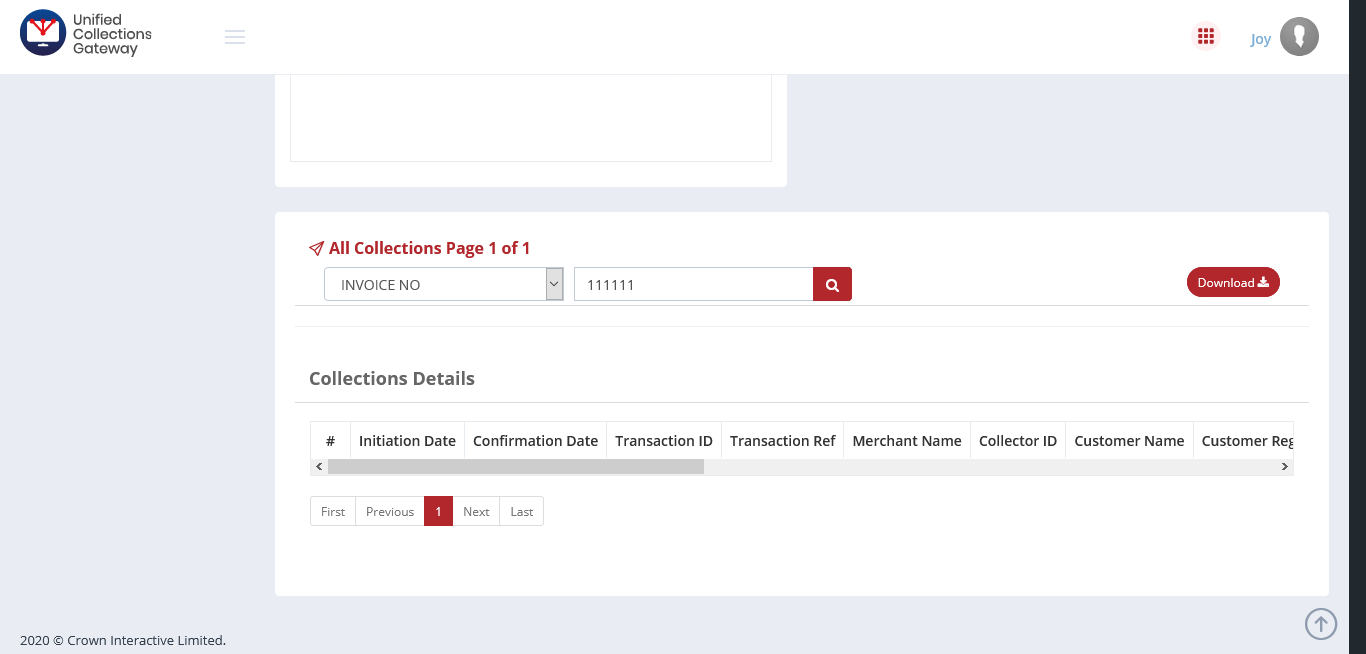 Unified
Collections
Gateway
Joy
All Collections Page 1 of 1
INVOICE NO
111111
Download
Collections Details
# Initiation Date Confirmation Date Transaction ID Transaction Ref Merchant Name Collector ID Customer Name Customer Reg
First Previous 1 Next Last
2020 © Crown Interactive Limited.